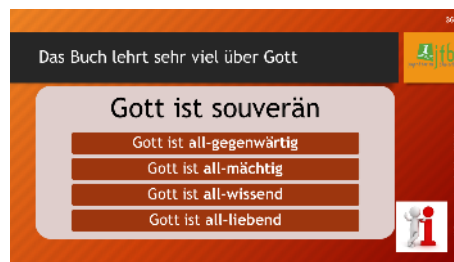 Das Buch lehrt sehr viel über Gott
jtb
Gott ist souverän
Gott ist all-gegenwärtig
Gott ist all-mächtig
Gott ist all-wissend
Gott ist all-liebend